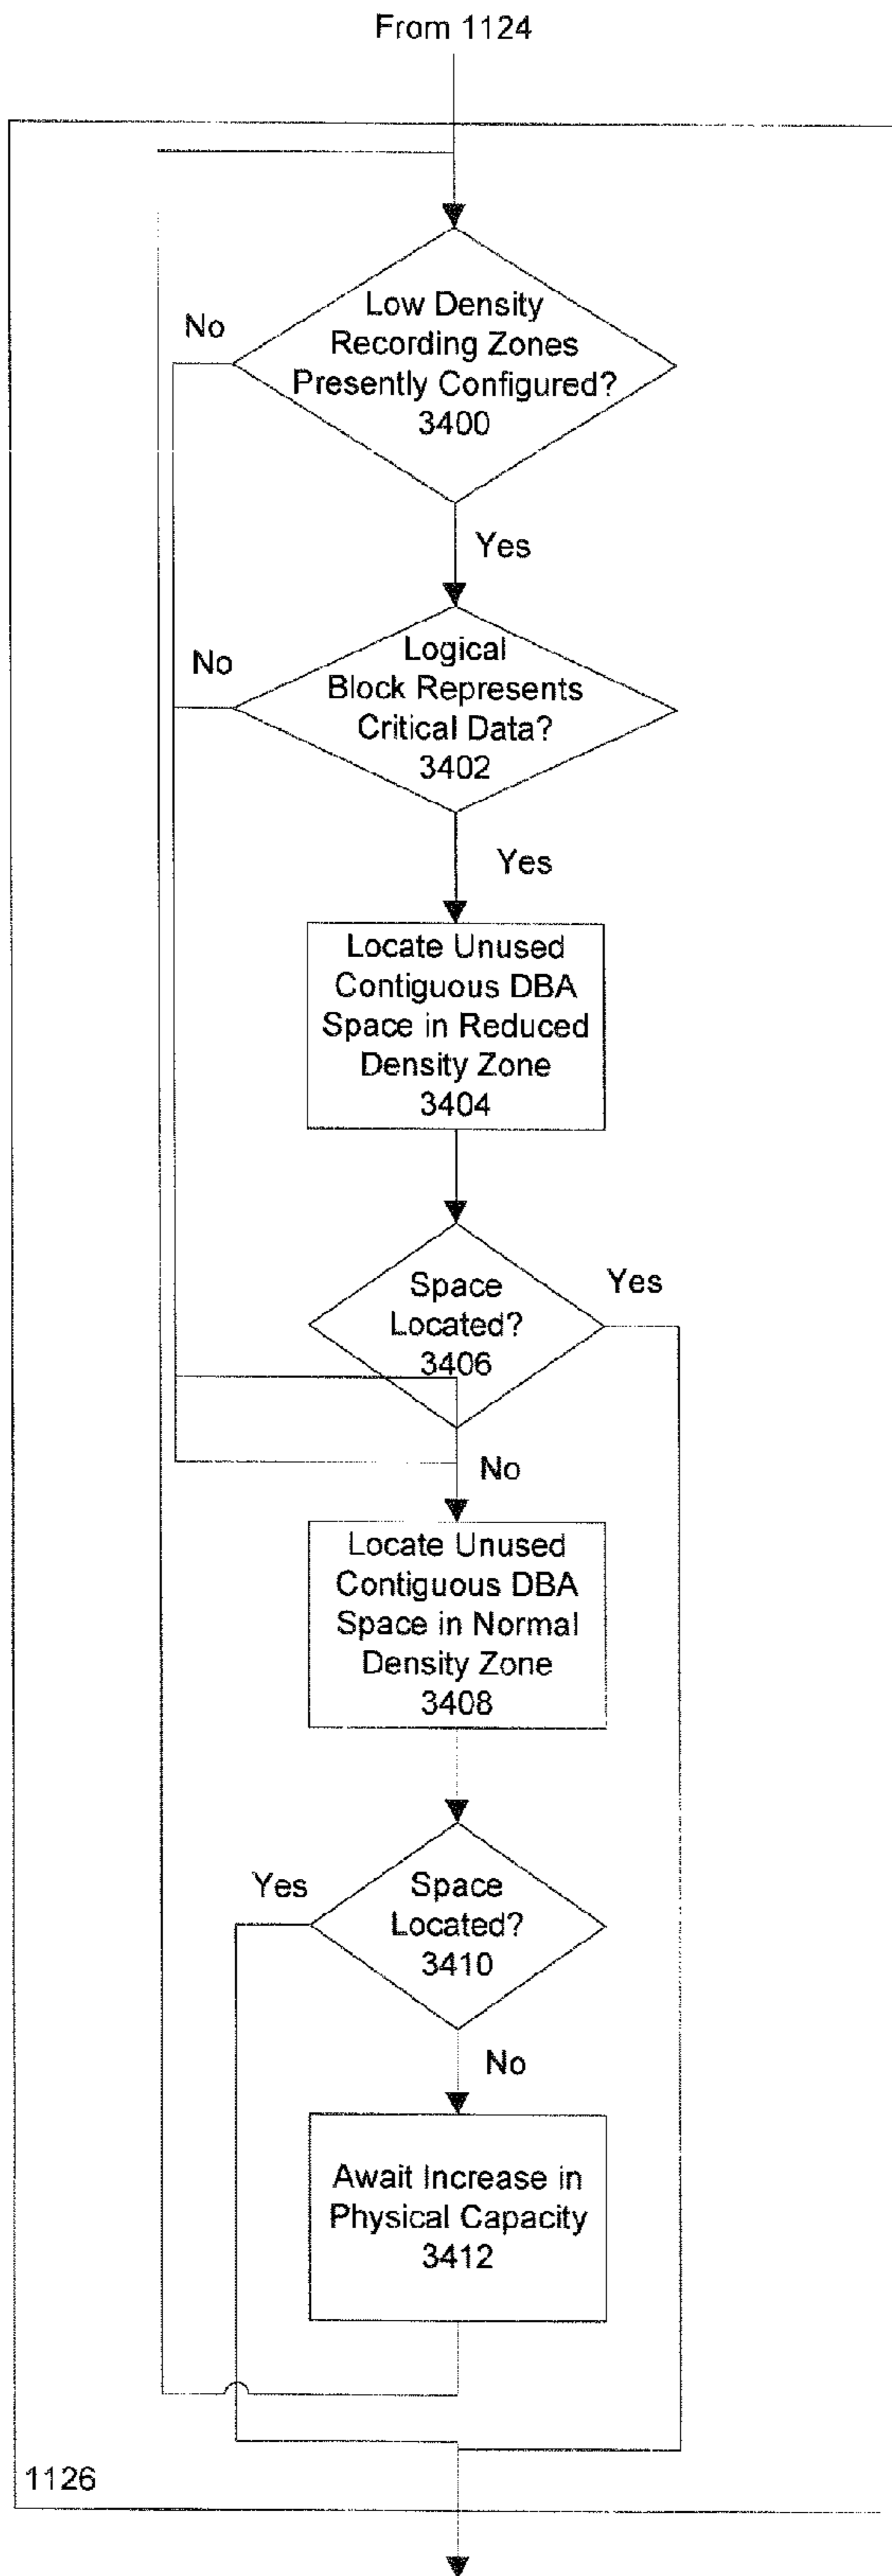 From 1124
Low Density
Recording Zones
Presently Configured?
3400
No
Yes
Logical
Block Represents
Critical Data?
3402
No
Yes
Locate Unused
Contiguous DBA
Space in Reduced
Density Zone
3404
Space
Located?
3406
Yes
No
Locate Unused
Contiguous DBA
Space in Normal
Density Zone
3408
Yes
Space
Located?
3410
No
Await Increase in
Physical Capacity
3412
1126